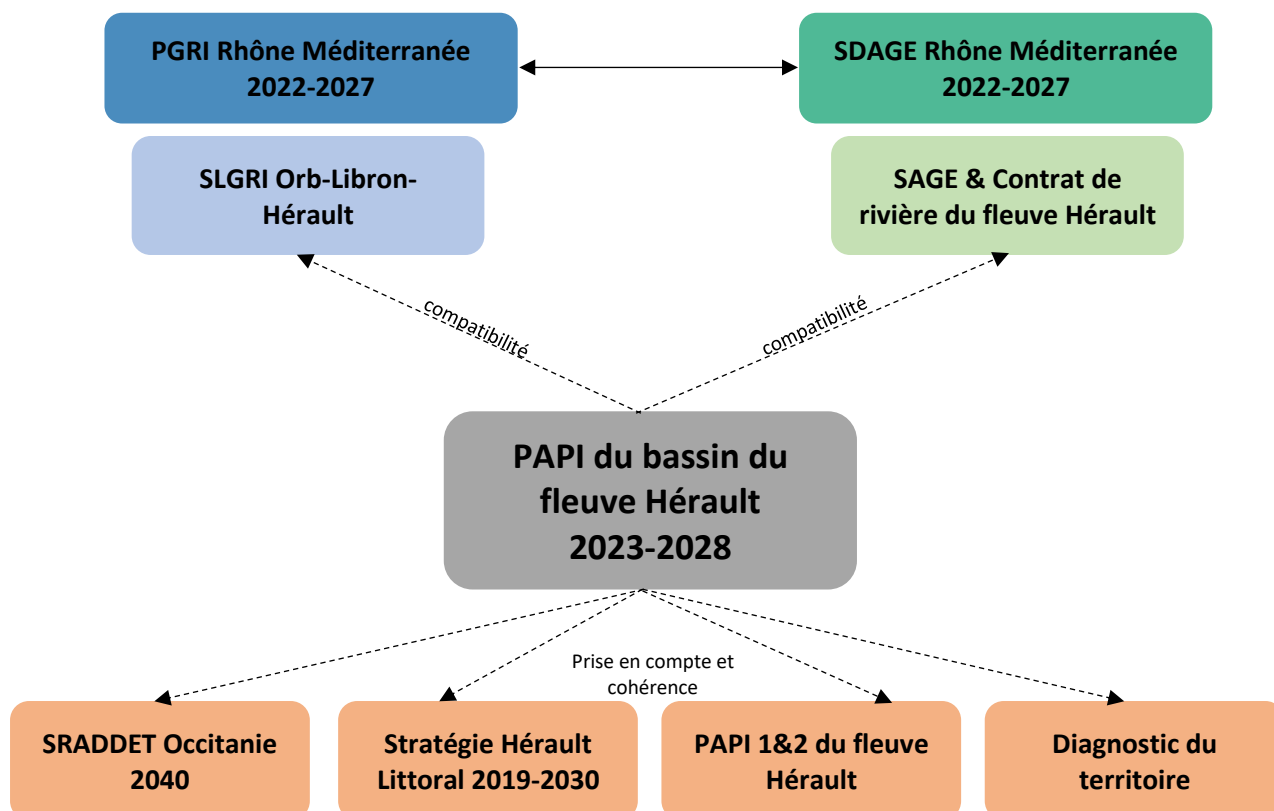 PGRI Rhône Méditerranée
2022-2027
SDAGE Rhône Méditerranée
2022-2027
SLGRI Orb-Libron-
Hérault
SAGE & Contrat de
rivière du fleuve Hérault
compatibilité
compatibilité
PAPI du bassin du
fleuve Hérault
2023-2028
Prise en compte et
cohérence
SRADDET Occitanie
2040
Stratégie Hérault
Littoral 2019-2030
PAPI 1&2 du fleuve
Hérault
Diagnostic du
territoire